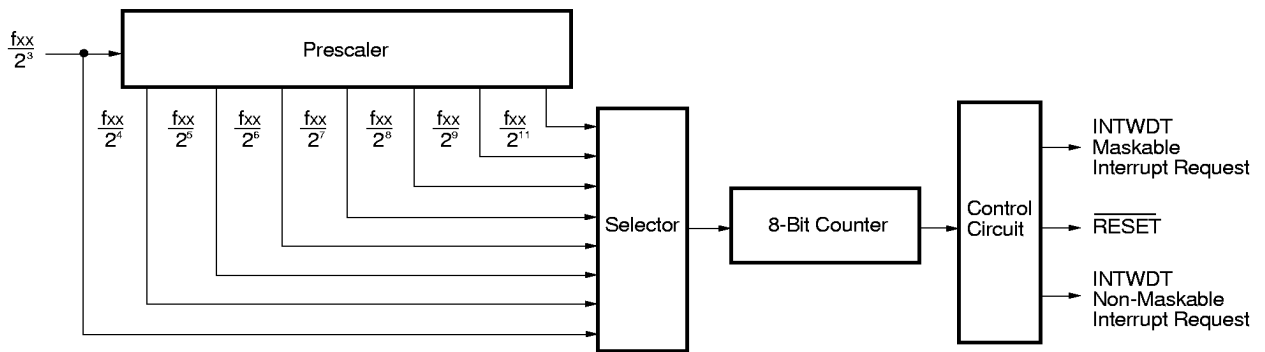 Prescaler
fxx
2³
fxx
2⁴
fxx
2⁵
fxx
2⁶
fxx
2⁷
fxx
2⁸
fxx
2⁹
fxx
2¹¹
Selector
8-Bit Counter
Control
Circuit
INTWDT
Maskable
Interrupt Request
RESET
INTWDT
Non-Maskable
Interrupt Request